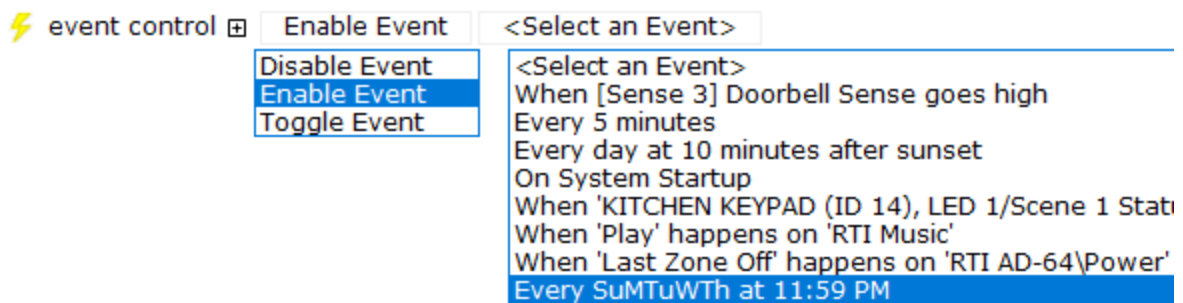 event control Enable Event <Select an Event>
Disable Event
Enable Event
Toggle Event
<Select an Event>
When [Sense 3] Doorbell Sense goes high
Every 5 minutes
Every day at 10 minutes after sunset
On System Startup
When 'KITCHEN KEYPAD (ID 14), LED 1/Scene 1 Statu
When 'Play' happens on 'RTI Music'
When 'Last Zone Off' happens on 'RTI AD-64\Power'
Every SuMTuWTh at 11:59 PM